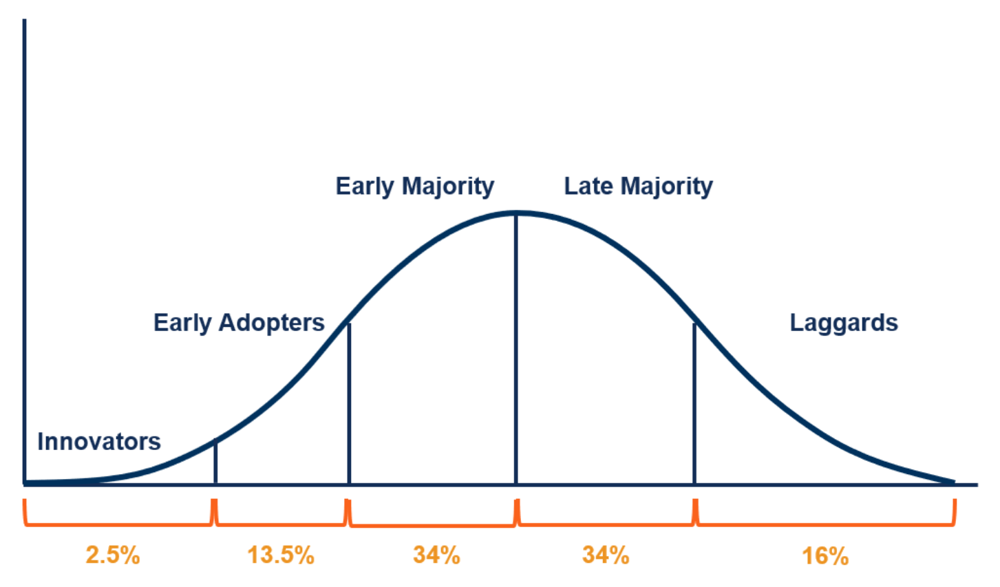 Early Majority
Late Majority
Early Adopters
Laggards
Innovators
2.5%
13.5%
34%
34%
16%